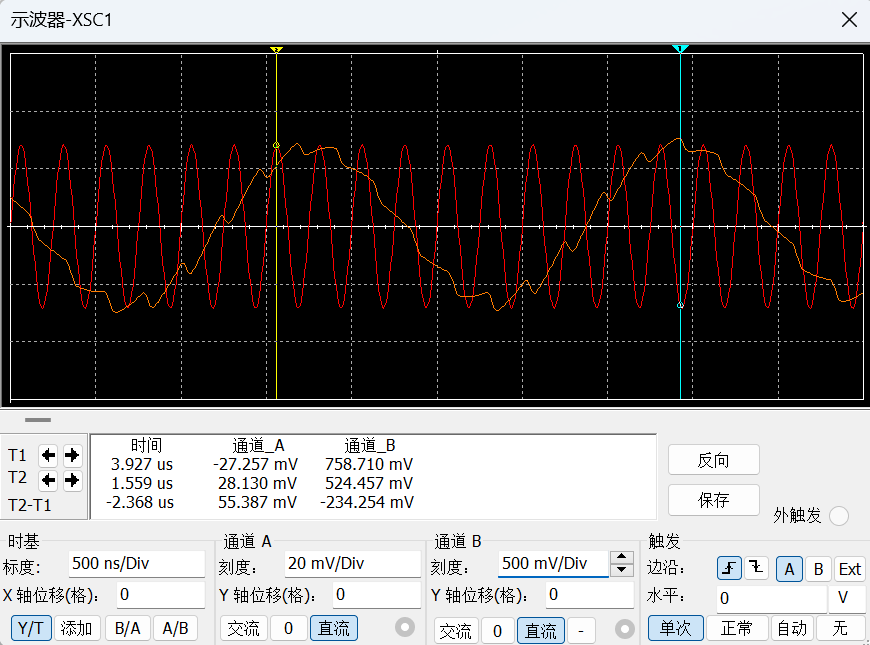 示波器-XSC1
时间 通道_A 通道_B
T1 3.927 us -27.257 mV 758.710 mV
T2 1.559 us 28.130 mV 524.457 mV
T2-T1 -2.368 us 55.387 mV -234.254 mV
反向
保存
外触发
时基 通道 A 通道 B 触发
标度: 500 ns/Div 刻度: 20 mV/Div 刻度: 500 mV/Div 边沿: A B Ext
X 轴位移(格): 0 Y 轴位移(格): 0 Y 轴位移(格): 0 水平: 0 V
Y/T 添加 B/A A/B 交流 0 直流 交流 0 直流 - 单次 正常 自动 无